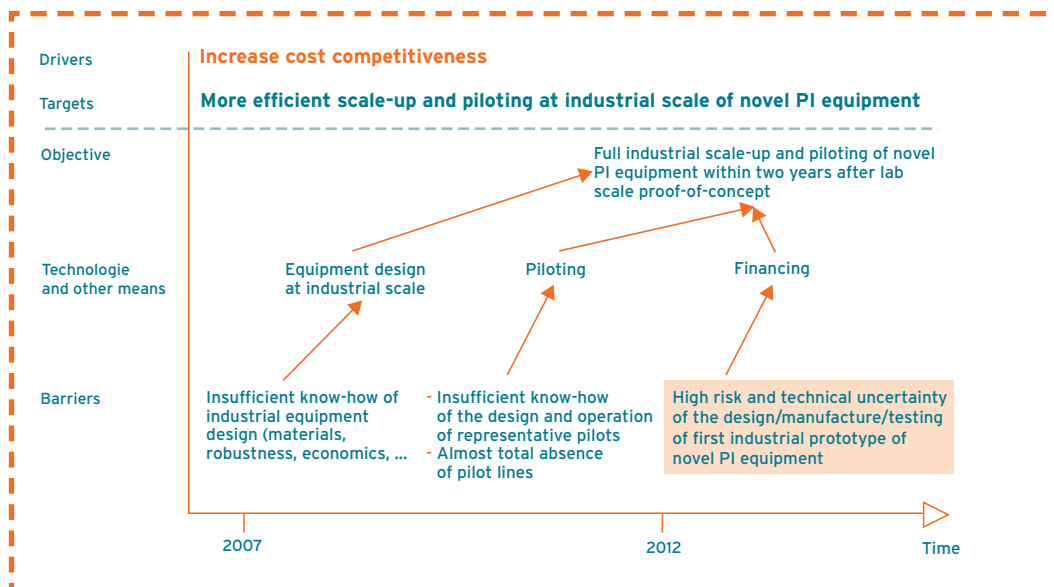 Drivers
Increase cost competitiveness
Targets
More efficient scale-up and piloting at industrial scale of novel PI equipment
Objective
Full industrial scale-up and piloting of novel
PI equipment within two years after lab
scale proof-of-concept
Technologie
and other means
Equipment design
at industrial scale
Piloting
Financing
Barriers
Insufficient know-how of
industrial equipment
design (materials,
robustness, economics, ...
- Insufficient know-how
of the design and operation
of representative pilots
- Almost total absence
of pilot lines
High risk and technical uncertainty
of the design/manufacture/testing
of first industrial prototype of
novel PI equipment
2007
2012
Time